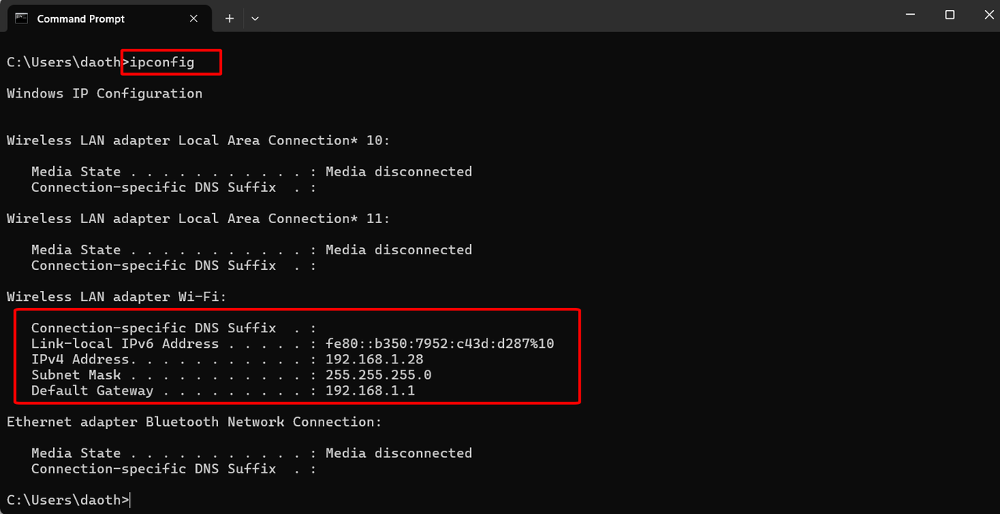 Command Prompt
C:\Users\daoth>ipconfig
Windows IP Configuration
Wireless LAN adapter Local Area Connection* 10:
Media State . . . . . . . . . . . : Media disconnected
Connection-specific DNS Suffix  . :
Wireless LAN adapter Local Area Connection* 11:
Media State . . . . . . . . . . . : Media disconnected
Connection-specific DNS Suffix  . :
Wireless LAN adapter Wi-Fi:
Connection-specific DNS Suffix  . :
Link-local IPv6 Address . . . . . : fe80::b350:7952:c43d:d287%10
IPv4 Address. . . . . . . . . . . : 192.168.1.28
Subnet Mask . . . . . . . . . . . : 255.255.255.0
Default Gateway . . . . . . . . . : 192.168.1.1
Ethernet adapter Bluetooth Network Connection:
Media State . . . . . . . . . . . : Media disconnected
Connection-specific DNS Suffix  . :
C:\Users\daoth>